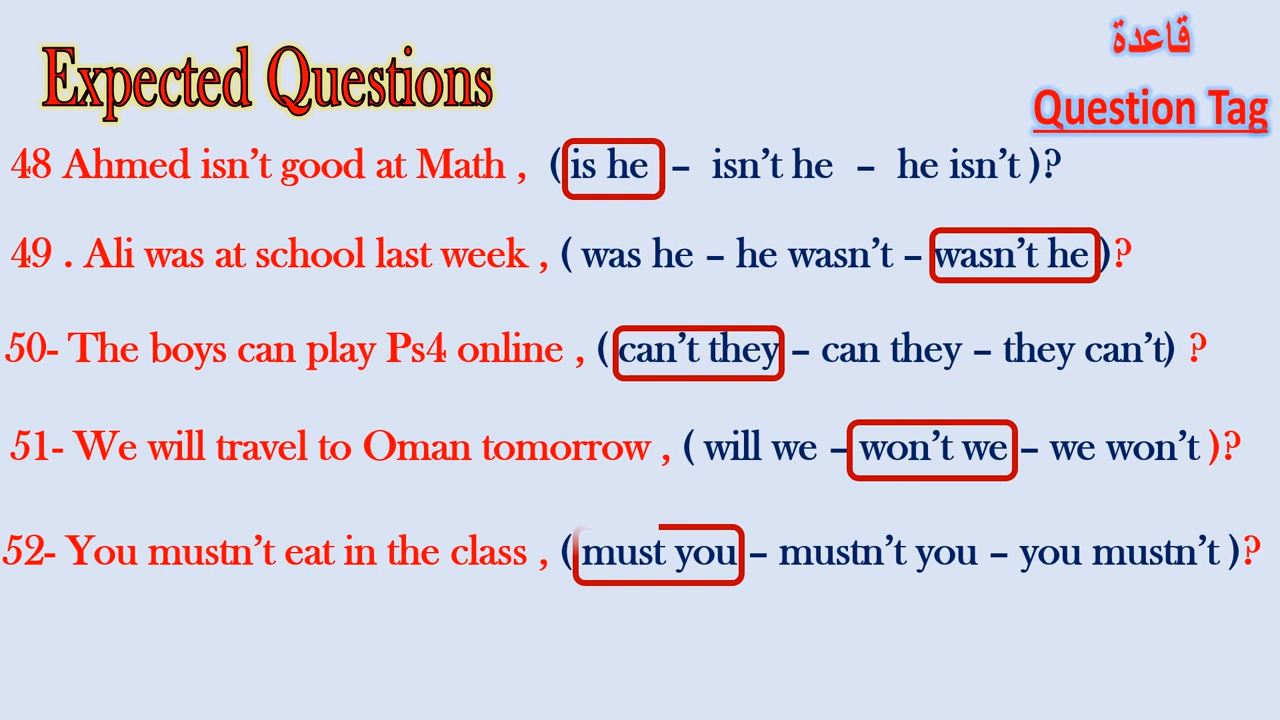 قاعدة
Expected Questions
Question Tag
48 Ahmed isn’t good at Math , ( is he – isn’t he – he isn’t )?
49 . Ali was at school last week , ( was he – he wasn’t – wasn’t he )?
50- The boys can play Ps4 online , ( can’t they – can they – they can’t) ?
51- We will travel to Oman tomorrow , ( will we – won’t we – we won’t )?
52- You mustn’t eat in the class , ( must you – mustn’t you – you mustn’t )?